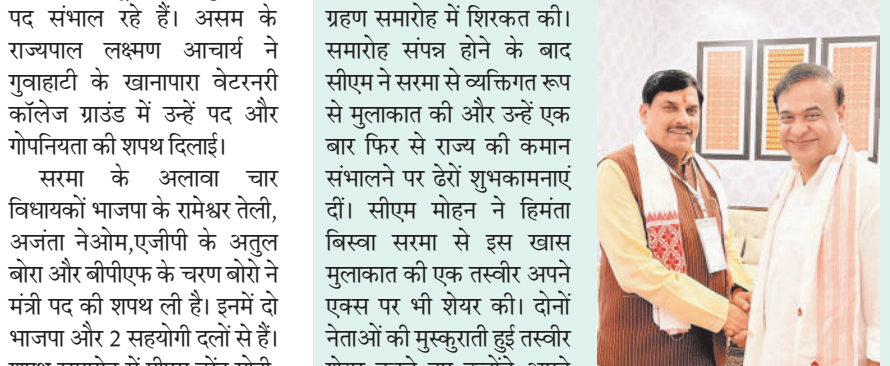 पद संभाल रहे हैं। असम के
राज्यपाल लक्ष्मण आचार्य ने
गुवाहाटी के खानापारा वेटरनरी
कॉलेज ग्राउंड में उन्हें पद और
गोपनियता की शपथ दिलाई।
सरमा के अलावा चार
विधायकों भाजपा के रामेश्वर तेली,
अजंता नेओम,एजीपी के अतुल
बोरा और बीपीएफ के चरण बोरो ने
मंत्री पद की शपथ ली है। इनमें दो
भाजपा और 2 सहयोगी दलों से हैं।
ग्रहण समारोह में शिरकत की।
समारोह संपन्न होने के बाद
सीएम ने सरमा से व्यक्तिगत रूप
से मुलाकात की और उन्हें एक
बार फिर से राज्य की कमान
संभालने पर ढेरों शुभकामनाएं
दीं। सीएम मोहन ने हिमंता
बिस्वा सरमा से इस खास
मुलाकात की एक तस्वीर अपने
एक्स पर भी शेयर की। दोनों
नेताओं की मुस्कुराती हुई तस्वीर